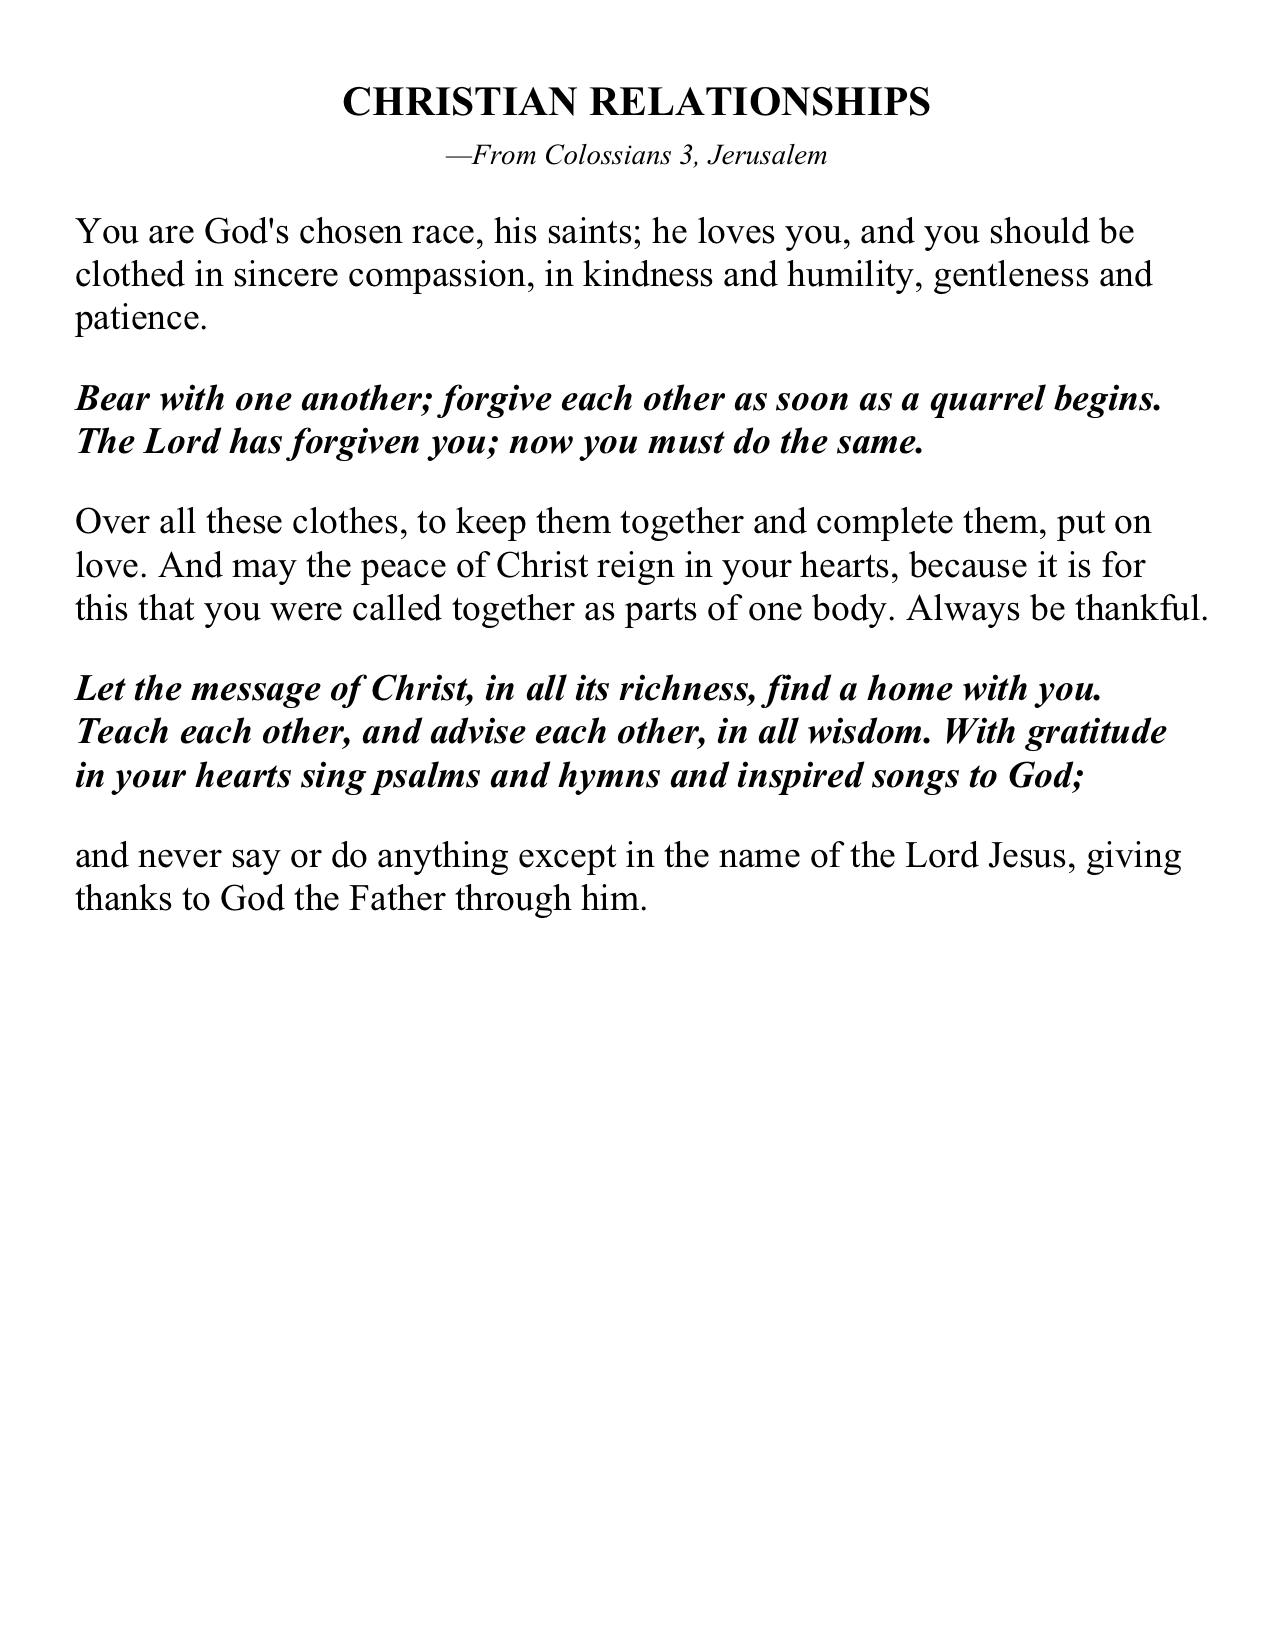 CHRISTIAN RELATIONSHIPS
—From Colossians 3, Jerusalem
You are God's chosen race, his saints; he loves you, and you should be
clothed in sincere compassion, in kindness and humility, gentleness and
patience.
Bear with one another; forgive each other as soon as a quarrel begins.
The Lord has forgiven you; now you must do the same.
Over all these clothes, to keep them together and complete them, put on
love. And may the peace of Christ reign in your hearts, because it is for
this that you were called together as parts of one body. Always be thankful.
Let the message of Christ, in all its richness, find a home with you.
Teach each other, and advise each other, in all wisdom. With gratitude
in your hearts sing psalms and hymns and inspired songs to God;
and never say or do anything except in the name of the Lord Jesus, giving
thanks to God the Father through him.